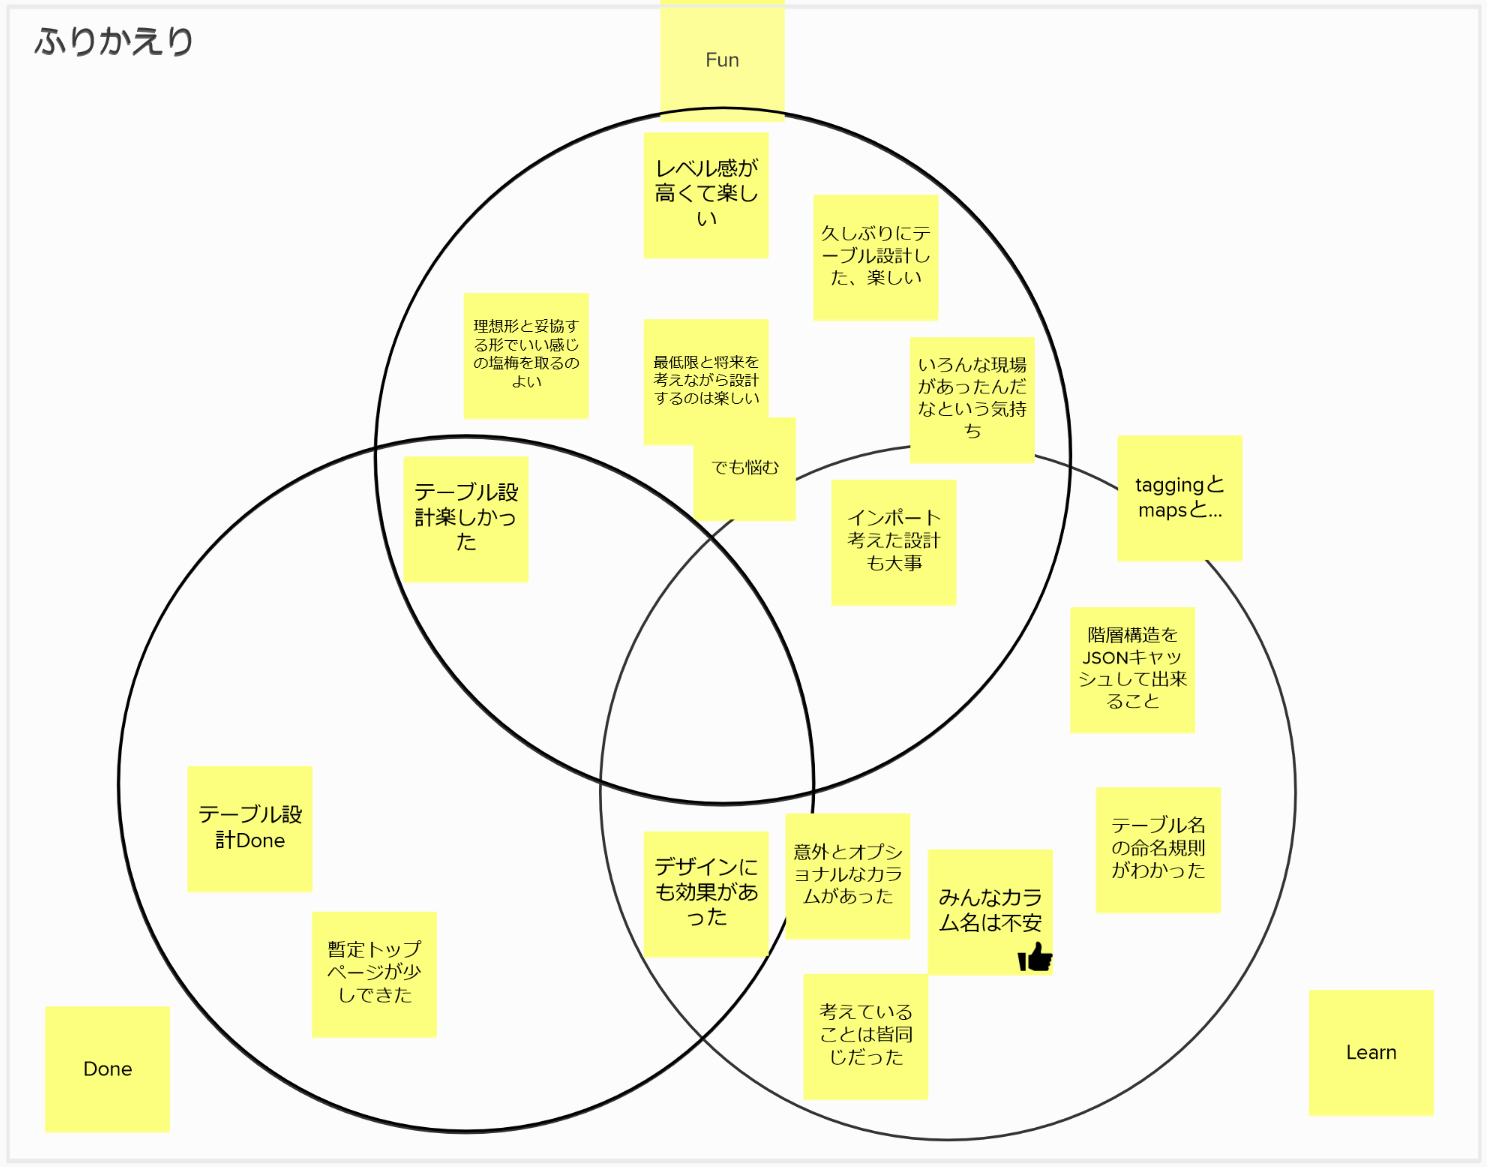 ふりかえり
Fun
レベル感が
高くて楽し
い
久しぶりにテ
ーブル設計し
た、楽しい
理想形と妥協す
る形でいい感じ
の塩梅を取るの
よい
最低限と将来を
考えながら設計
するのは楽しい
でも悩む
いろんな現場
があったんだ
なという気持
ち
テーブル設
計楽しかっ
た
インポート
考えた設計
も大事
taggingと
mapsと...
階層構造を
JSONキャッ
シュして出来
ること
テーブル設
計Done
暫定トップ
ページが少
しできた
デザインに
も効果があ
った
意外とオプシ
ョナルなカラ
ムがあった
みんなカラ
ム名は不安
テーブル名
の命名規則
がわかった
考えている
ことは皆同
じだった
Done
Learn